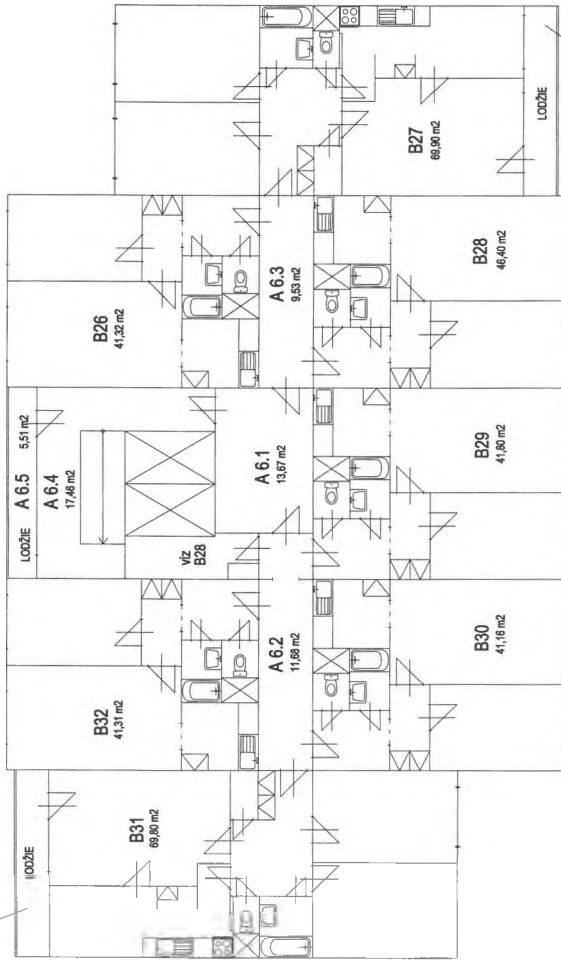 LODŽIE
B27
69,90 m2
B28
46,40 m2
B26
41,32 m2
A 6.3
9,53 m2
A 6.5
LODŽIE
5,51 m2
A 6.4
17,46 m2
A 6.1
13,67 m2
viz
B28
B29
41,80 m2
B32
41,31 m2
A 6.2
11,68 m2
B30
41,16 m2
B31
69,80 m2
LODŽIE